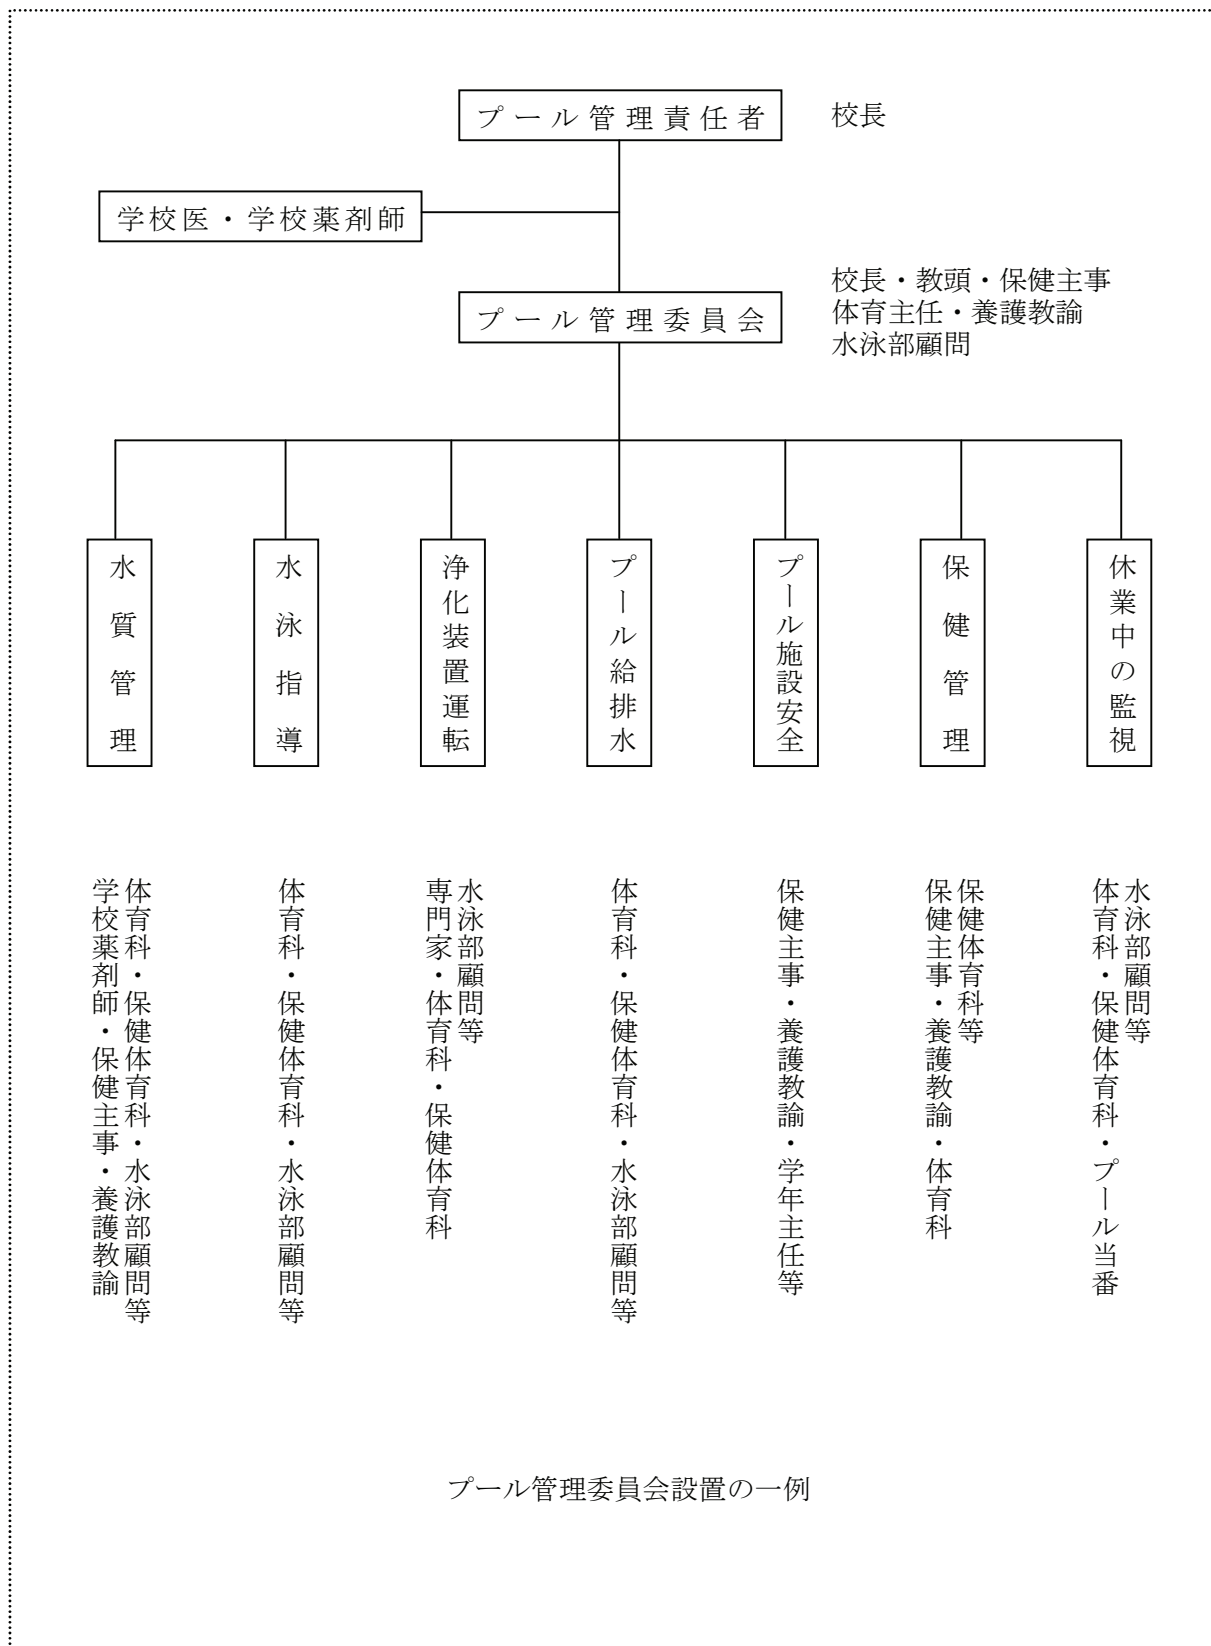 プール管理責任者
校長
学校医・学校薬剤師
プール管理委員会
校長・教頭・保健主事
体育主任・養護教諭
水泳部顧問
水質管理
水泳指導
浄化装置運転
プール給排水
プール施設安全
保健管理
休業中の監視
学校薬剤師・保健主事・養護教諭
体育科・保健体育科・水泳部顧問等
体育科・保健体育科・水泳部顧問等
専門家・体育科・保健体育科
水泳部顧問等
体育科・保健体育科・水泳部顧問等
保健主事・養護教諭・学年主任等
保健主事・養護教諭・体育科
保健体育科等
体育科・保健体育科・プール当番
水泳部顧問等
プール管理委員会設置の一例